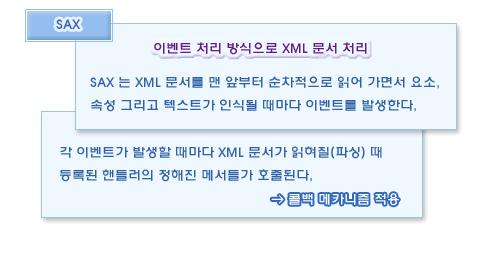 SAX
이벤트 처리 방식으로 XML 문서 처리
SAX 는 XML 문서를 맨 앞부터 순차적으로 읽어 가면서 요소,
속성 그리고 텍스트가 인식될 때마다 이벤트를 발생한다,
각 이벤트가 발생할 때마다 XML 문서가 읽혀질(파싱) 때
등록된 핸들러의 정해진 메서들가 호출된다,
→ 콜백 메카니즘 적용